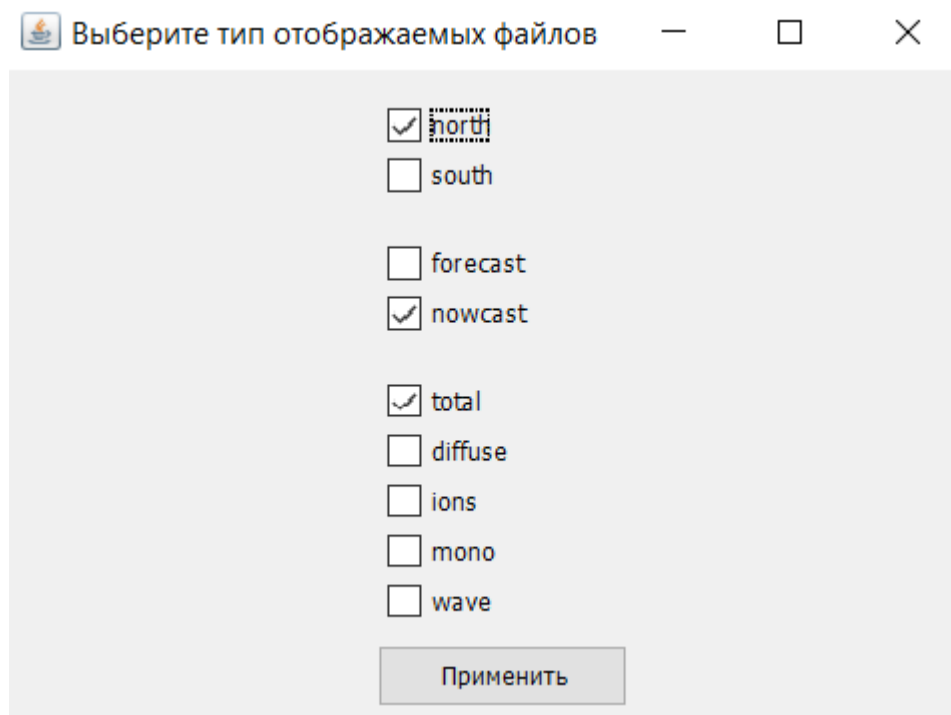 Выберите тип отображаемых файлов
north
south
forecast
nowcast
total
diffuse
ions
mono
wave
Применить